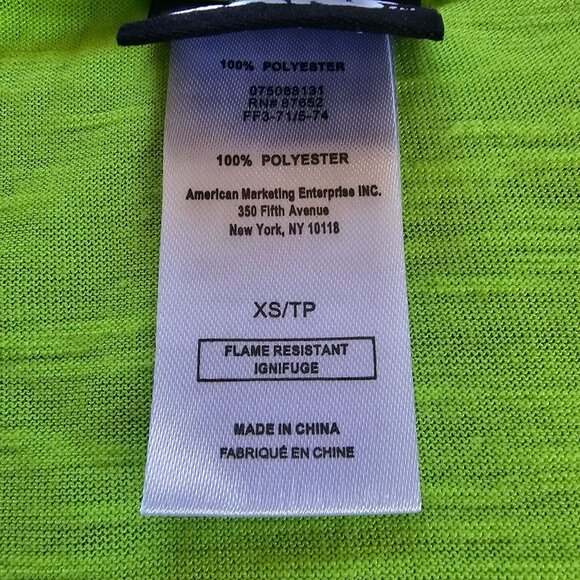 100% POLYESTER
075083131
RN# 87652
FF3-71/5-74
100% POLYESTER
American Marketing Enterprise INC.
350 Fifth Avenue
New York, NY 10118
XS/TP
FLAME RESISTANT
IGNIFUGE
MADE IN CHINA
FABRIQUÉ EN CHINE